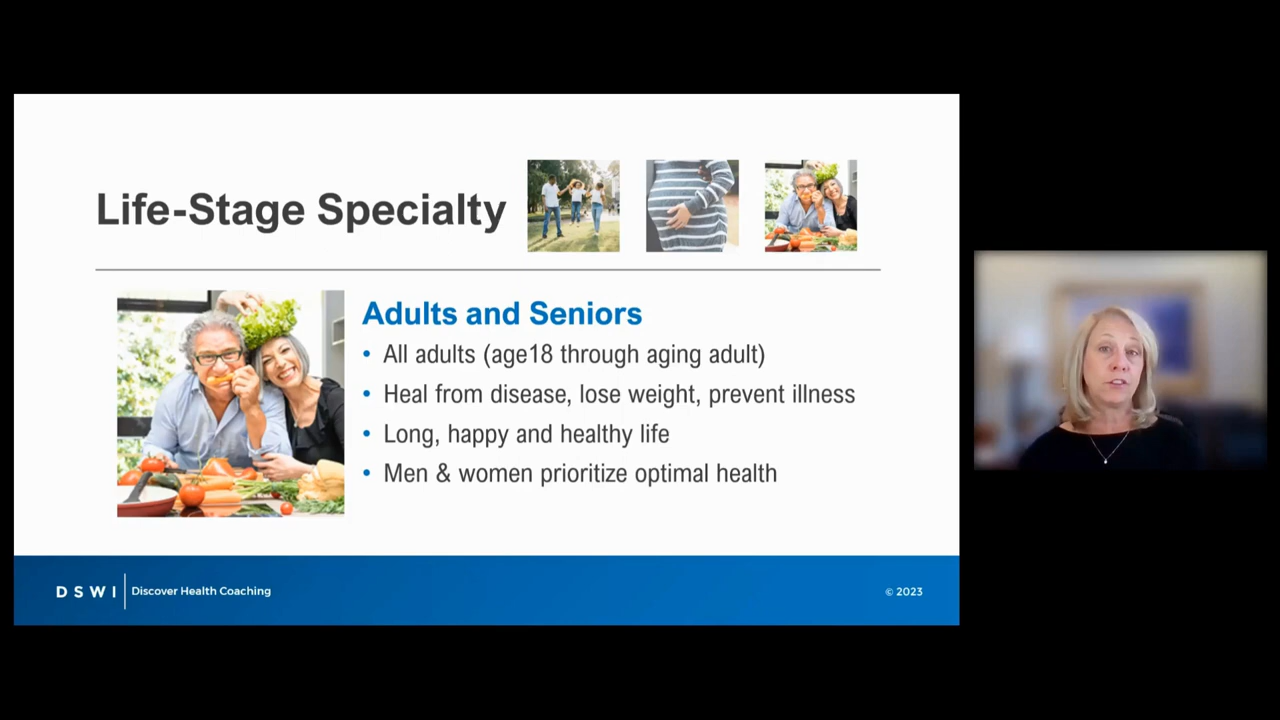 Life-Stage Specialty
Adults and Seniors
• All adults (age18 through aging adult)
• Heal from disease, lose weight, prevent illness
• Long, happy and healthy life
• Men & women prioritize optimal health
DSWI | Discover Health Coaching
© 2023